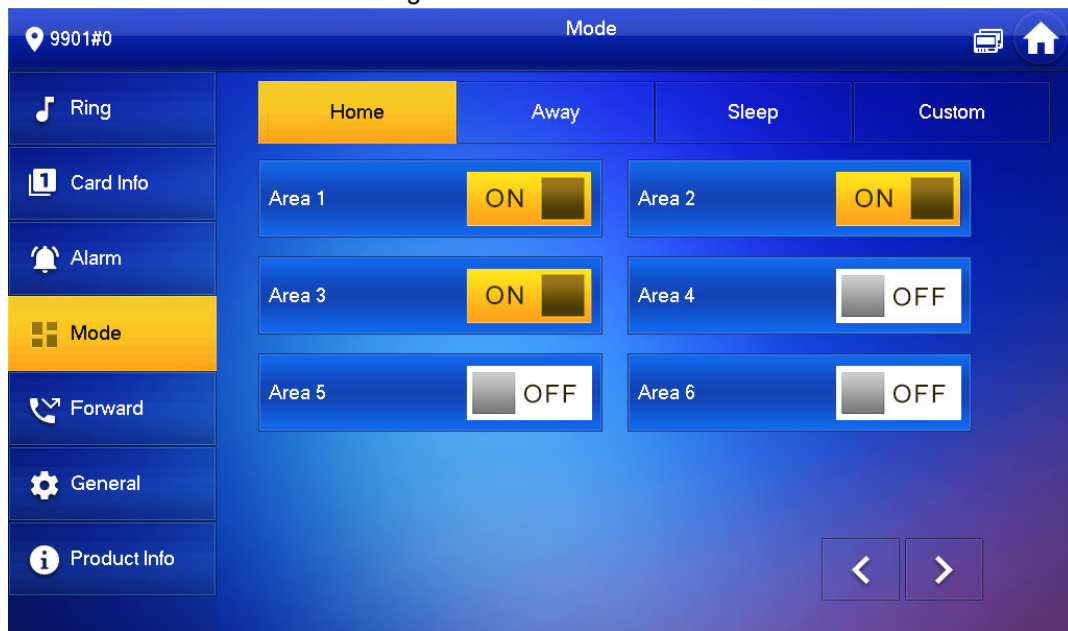 9901#0
Mode
Ring
Card Info
Alarm
Mode
Forward
General
Product Info
Home Away Sleep Custom
Area 1 ON Area 2 ON
Area 3 ON Area 4 OFF
Area 5 OFF Area 6 OFF